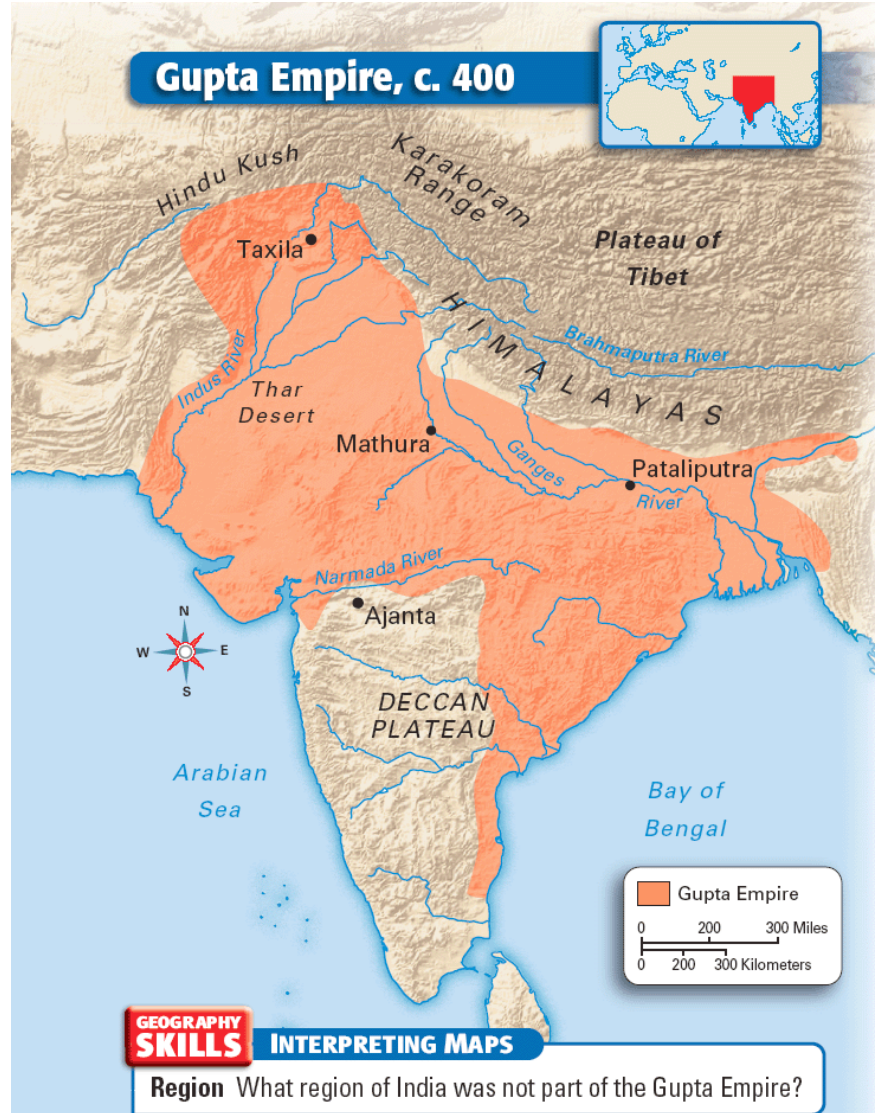 Gupta Empire, c. 400
Hindu Kush
Karakoram
Range
Taxila
Plateau of
Tibet
HIMALAYAS
Brahmaputra River
Indus River
Thar
Desert
Mathura
Ganges
Pataliputra
River
Narmada River
Ajanta
N
W
E
S
DECCAN
PLATEAU
Arabian
Sea
Bay of
Bengal
Gupta Empire
0 200 300 Miles
0 200 300 Kilometers
GEOGRAPHY
SKILLS
INTERPRETING MAPS
Region What region of India was not part of the Gupta Empire?